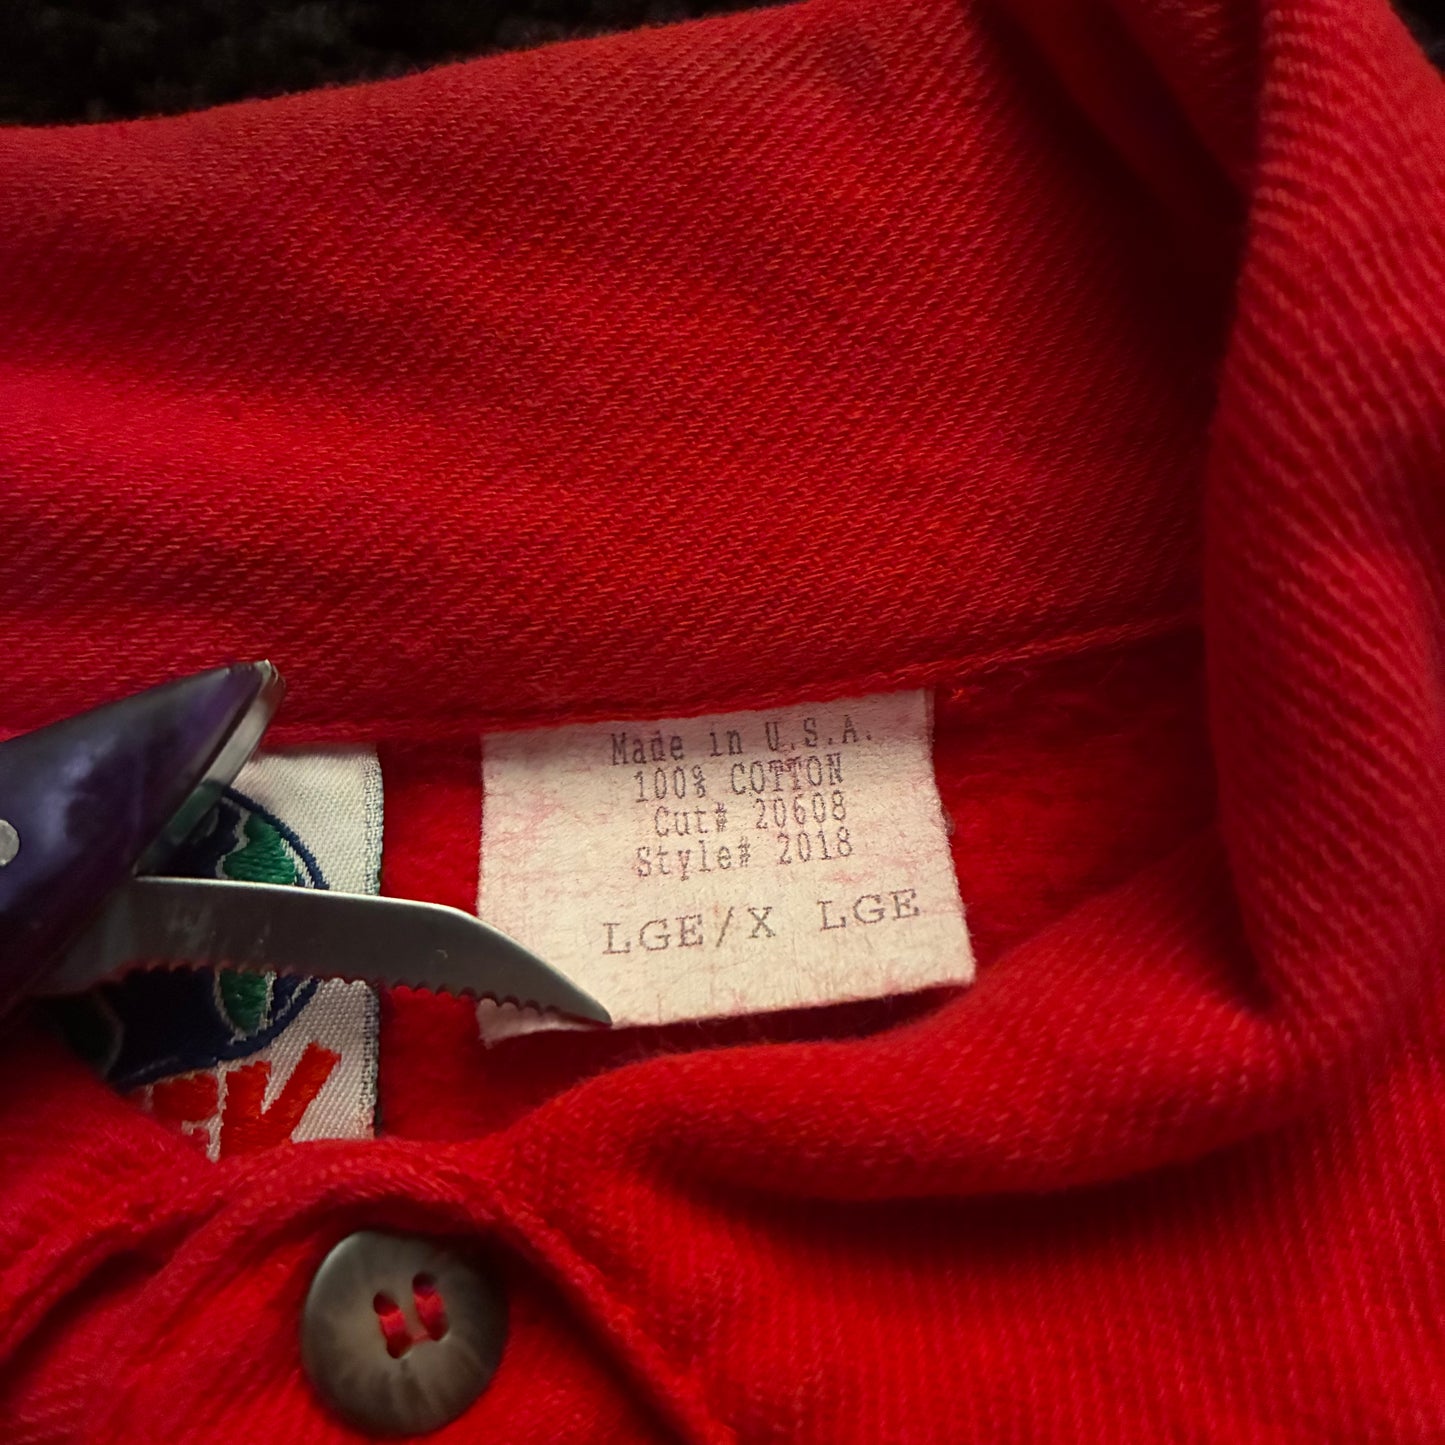 Made in U.S.A.
100% COTTON
Cut# 20608
Style# 2018
LGE/X LGE